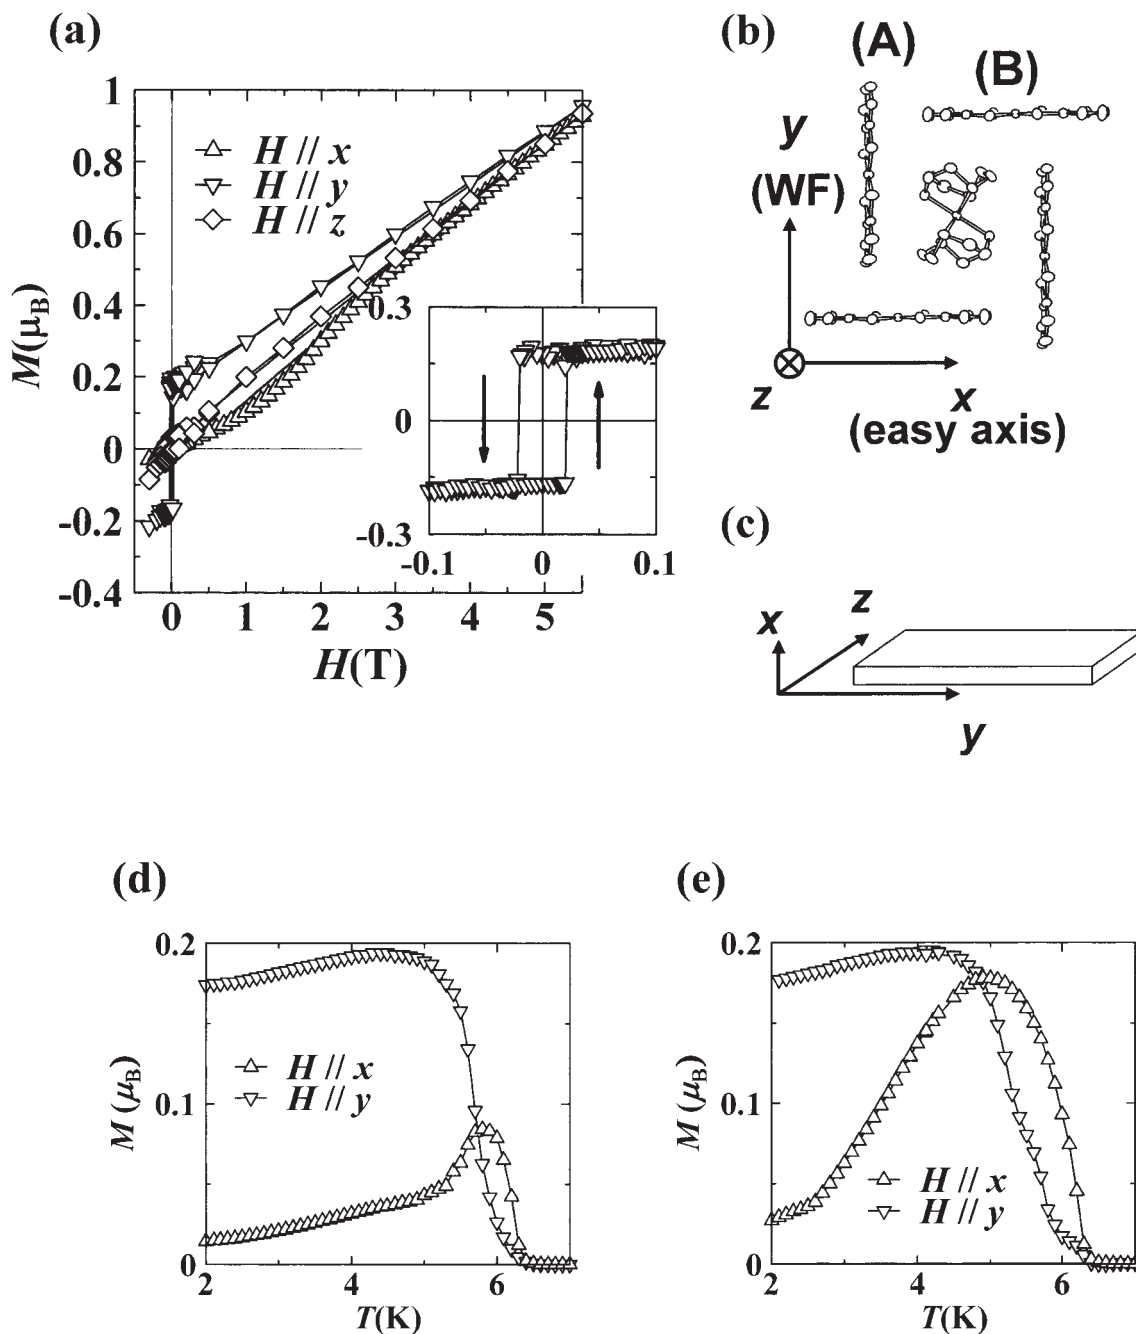 (a)
1
0.8
0.6
0.4
0.2
0
-0.2
-0.4
M(μB)
H // x
H // y
H // z
0.3
0
-0.3
-0.1 0 0.1
0 1 2 3 4 5
H(T)
(b)
(A)
(B)
y
(WF)
z
x
(easy axis)
(c)
x
z
y
(d)
0.2
0.1
0
M (μB)
H // x
H // y
2 4 6
T(K)
(e)
0.2
0.1
0
M (μB)
H // x
H // y
2 4 6
T(K)